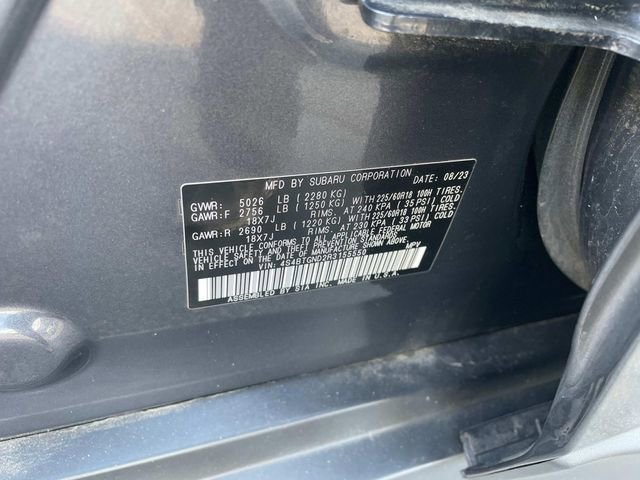 MFD BY SUBARU CORPORATION DATE: 08/23
GVWR: 5026 LB (2280 KG)
GAWR: F 2756 LB (1250 KG) WITH 225/60R18 100H TIRES.
18X7J RIMS. AT 240 KPA (35 PSI) COLD
GAWR: R 2690 LB (1220 KG) WITH 225/60R18 100H TIRES.
18X7J RIMS. AT 230 KPA (33 PSI) COLD
THIS VEHICLE CONFORMS TO ALL APPLICABLE FEDERAL MOTOR
VEHICLE SAFETY AND THEFT PREVENTION STANDARDS
IN EFFECT ON THE DATE OF MANUFACTURE SHOWN ABOVE.
VIN: 4S4BTGND2R3155550 MPV
ASSEMBLED BY SIA INC. MADE IN U.S.A.